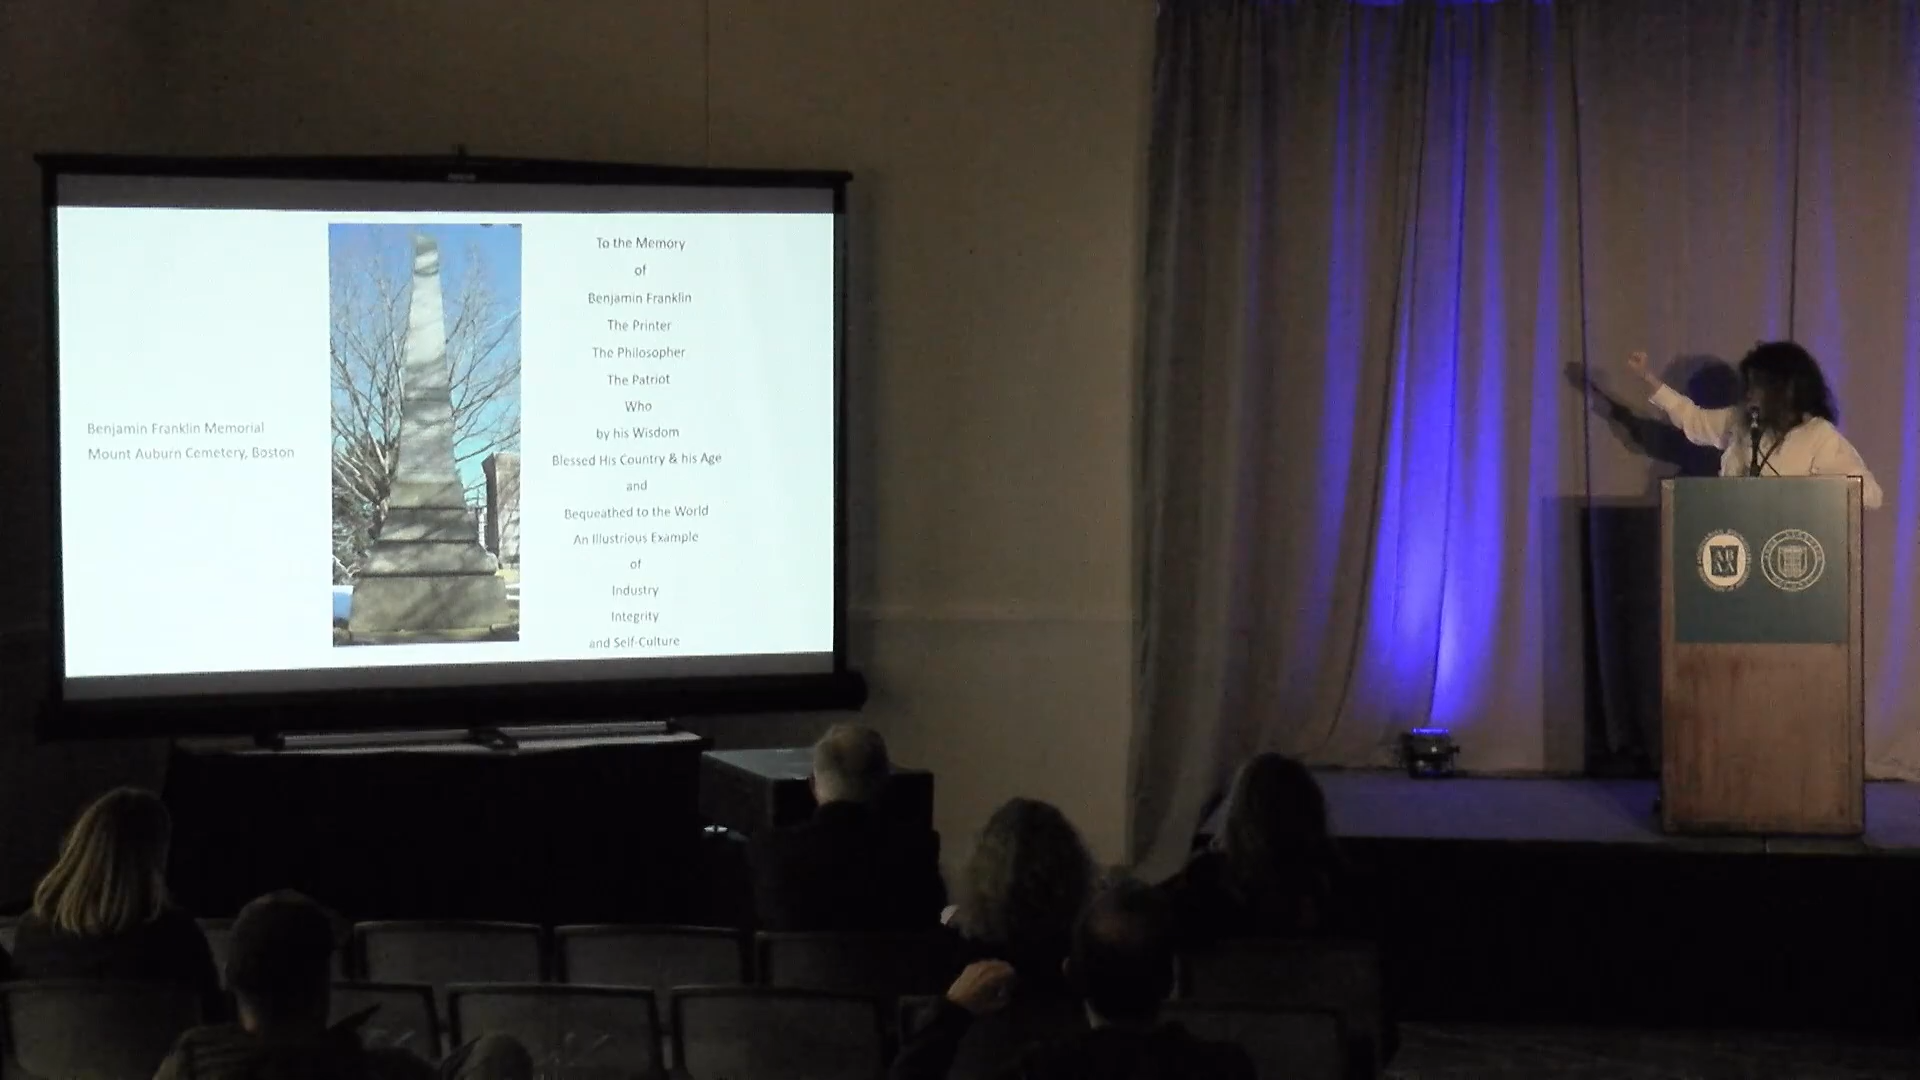 Benjamin Franklin Memorial
Mount Auburn Cemetery, Boston
To the Memory
of
Benjamin Franklin
The Printer
The Philosopher
The Patriot
Who
by his Wisdom
Blessed His Country & his Age
and
Bequeathed to the World
An Illustrious Example
of
Industry
Integrity
and Self-Culture
AB
AA